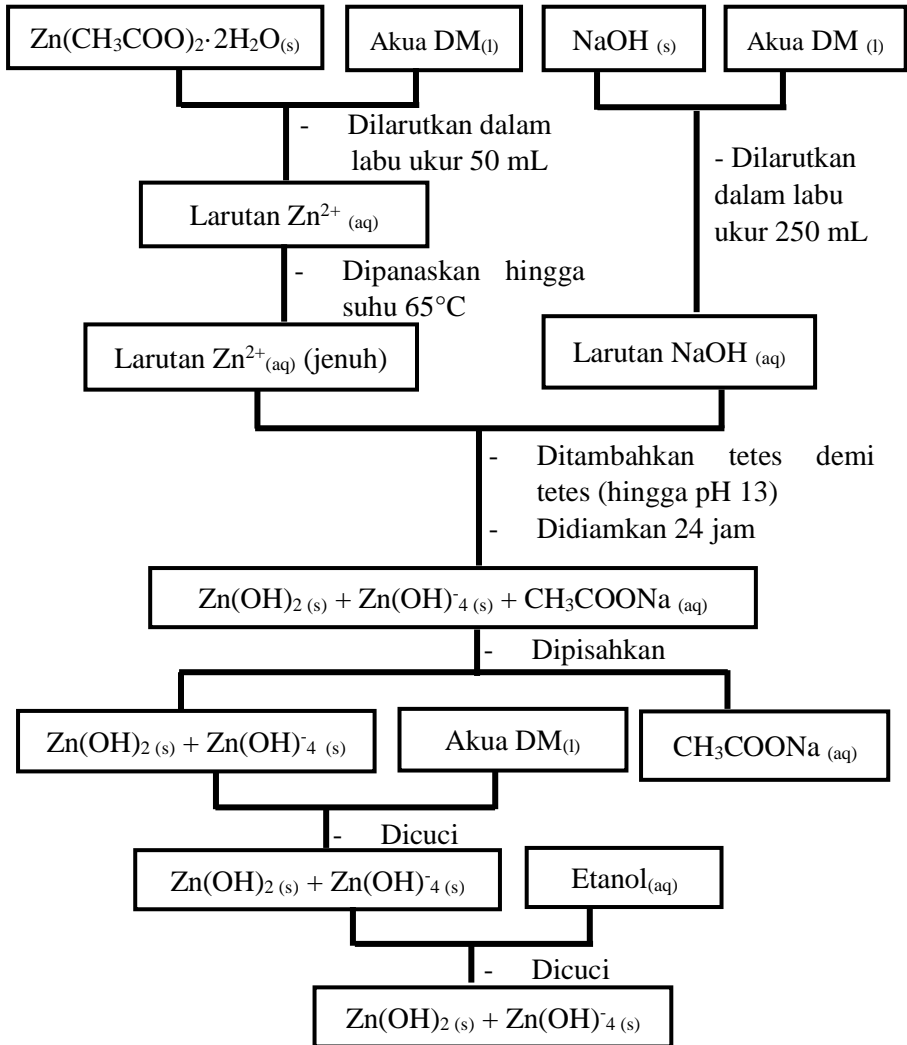 Zn(CH₃COO)₂·2H₂O₍ₛ₎
Akua DM₍ₗ₎
NaOH ₍ₛ₎
Akua DM ₍ₗ₎
- Dilarutkan dalam
labu ukur 50 mL
- Dilarutkan
dalam labu
ukur 250 mL
Larutan Zn²⁺ (aq)
- Dipanaskan hingga
suhu 65°C
Larutan Zn²⁺(aq) (jenuh)
Larutan NaOH (aq)
- Ditambahkan tetes demi
tetes (hingga pH 13)
- Didiamkan 24 jam
Zn(OH)₂ ₍ₛ₎ + Zn(OH)⁻₄ ₍ₛ₎ + CH₃COONa (aq)
- Dipisahkan
Zn(OH)₂ ₍ₛ₎ + Zn(OH)⁻₄ ₍ₛ₎
Akua DM₍ₗ₎
CH₃COONa (aq)
- Dicuci
Zn(OH)₂ ₍ₛ₎ + Zn(OH)⁻₄ ₍ₛ₎
Etanol(aq)
- Dicuci
Zn(OH)₂ ₍ₛ₎ + Zn(OH)⁻₄ ₍ₛ₎